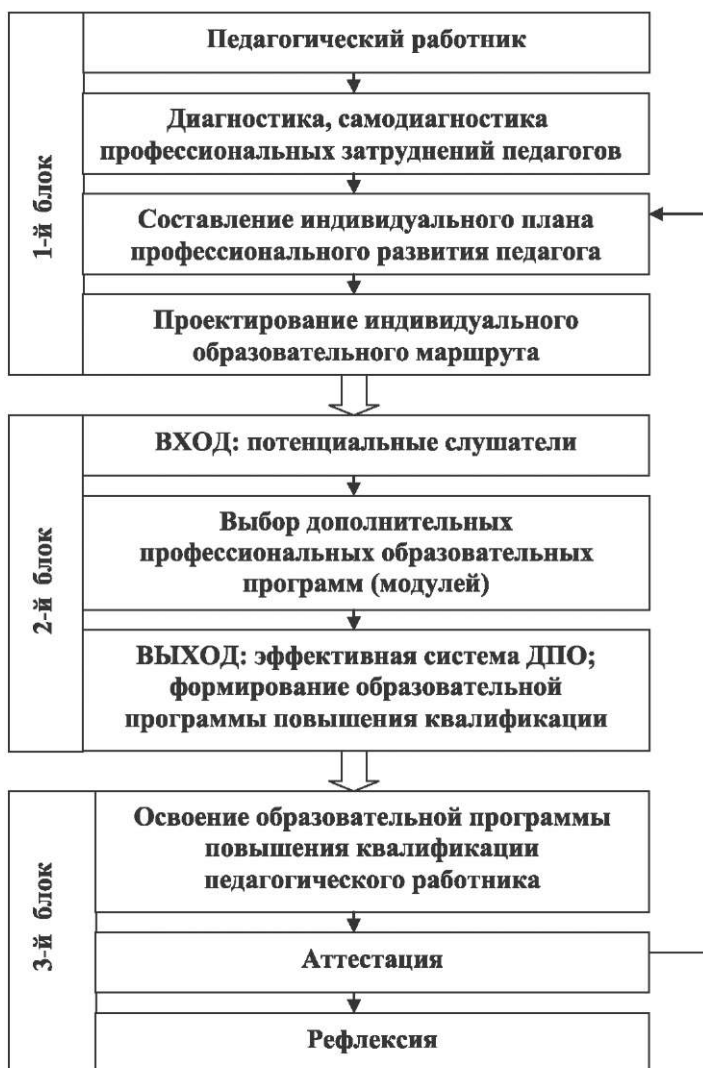 1-й блок
Педагогический работник
Диагностика, самодиагностика
профессиональных затруднений педагогов
Составление индивидуального плана
профессионального развития педагога
Проектирование индивидуального
образовательного маршрута
2-й блок
ВХОД: потенциальные слушатели
Выбор дополнительных
профессиональных образовательных
программ (модулей)
ВЫХОД: эффективная система ДПО;
формирование образовательной
программы повышения квалификации
3-й блок
Освоение образовательной программы
повышения квалификации
педагогического работника
Аттестация
Рефлексия